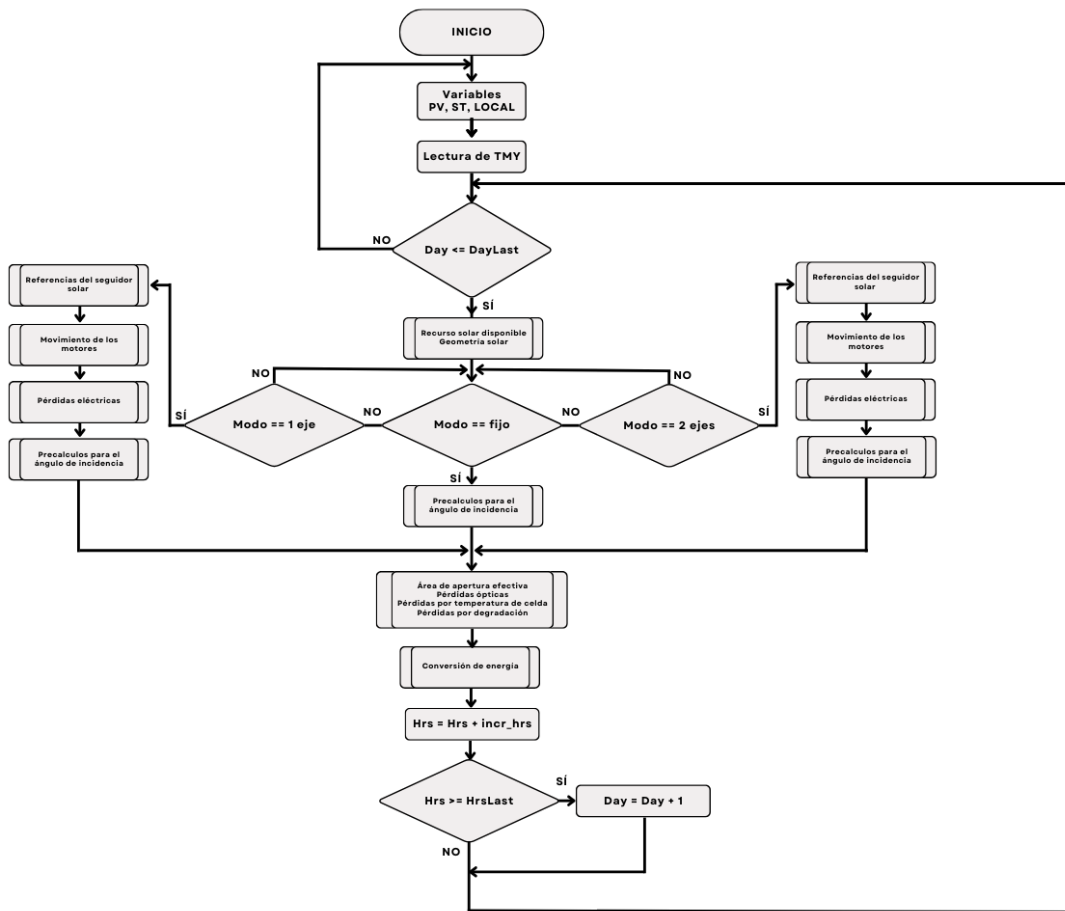 INICIO
Variables
PV, ST, LOCAL
Lectura de TMY
NO
Day <= DayLast
SÍ
Recurso solar disponible
Geometría solar
Referencias del seguidor
solar
Movimiento de los
motores
Pérdidas eléctricas
Precalculos para el
ángulo de incidencia
SÍ
NO
Modo == 1 eje
NO
Modo == fijo
NO
Modo == 2 ejes
NO
SÍ
Referencias del seguidor
solar
Movimiento de los
motores
Pérdidas eléctricas
Precalculos para el
ángulo de incidencia
SÍ
Precalculos para el
ángulo de incidencia
Área de apertura efectiva
Pérdidas ópticas
Pérdidas por temperatura de celda
Pérdidas por degradación
Conversión de energía
Hrs = Hrs + incr_hrs
Hrs >= HrsLast
SÍ
Day = Day + 1
NO